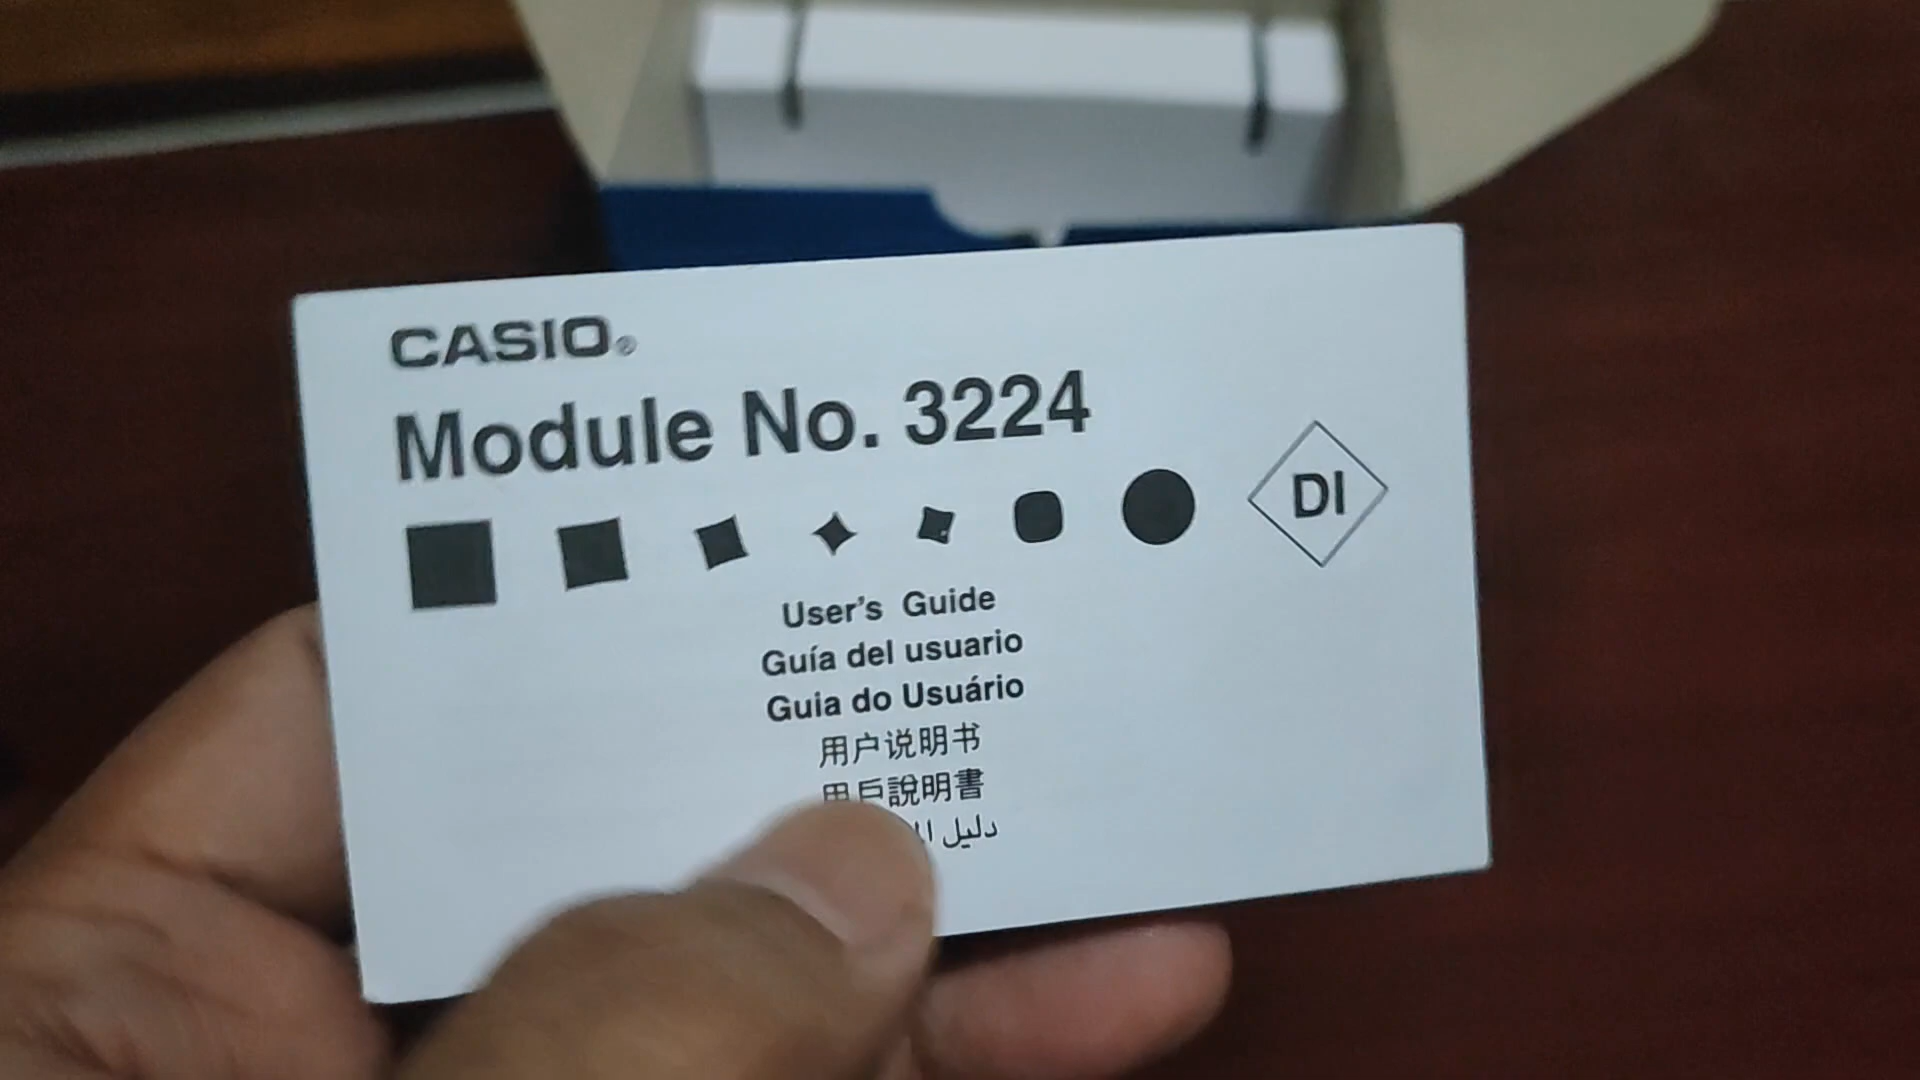 CASIO®
Module No. 3224
DI
User's Guide
Guía del usuario
Guia do Usuário
用户说明书
用戶說明書
دليل